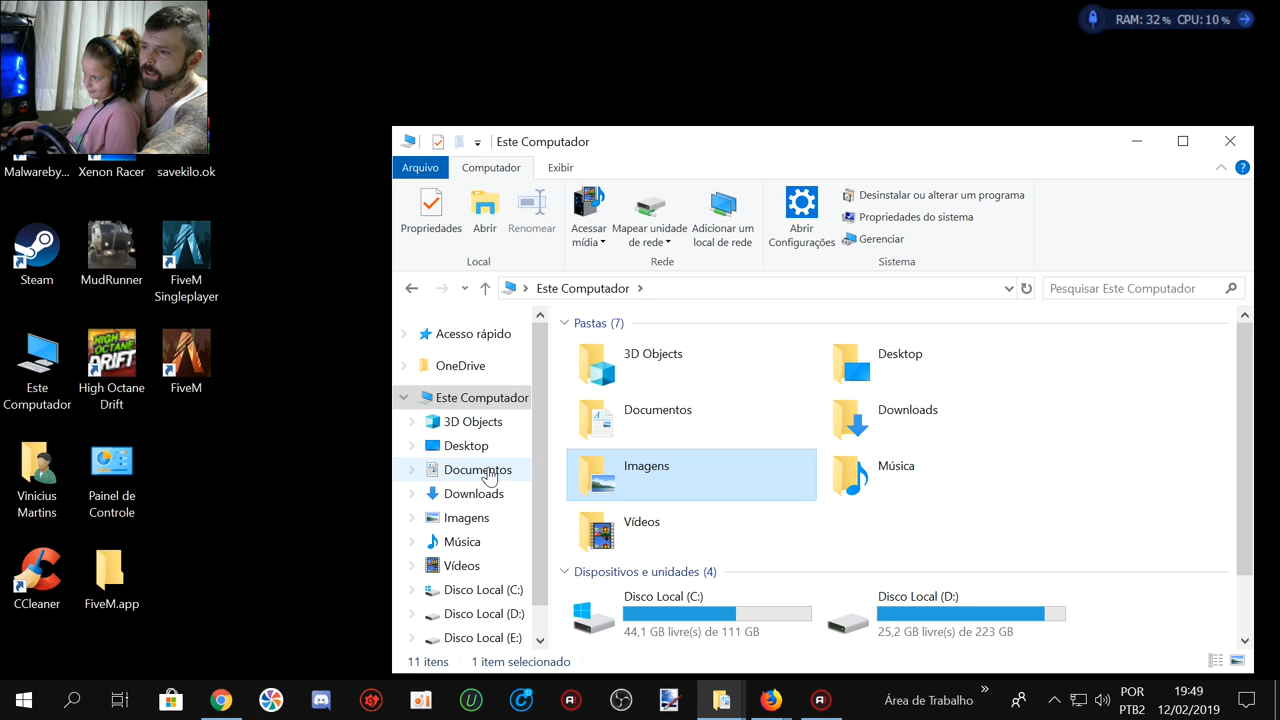 RAM: 32 % CPU: 10 %
Malwareby...
Xenon Racer
savekilo.ok
Steam
MudRunner
FiveM
Singleplayer
Este
Computador
High Octane
Drift
FiveM
Vinicius
Martins
Painel de
Controle
CCleaner
FiveM.app
Este Computador
Arquivo
Computador
Exibir
Propriedades
Abrir
Renomear
Local
Acessar
mídia
Mapear unidade
de rede
Adicionar um
local de rede
Rede
Abrir
Configurações
Desinstalar ou alterar um programa
Propriedades do sistema
Gerenciar
Sistema
Este Computador
Pesquisar Este Computador
Acesso rápido
OneDrive
Este Computador
3D Objects
Desktop
Documentos
Downloads
Imagens
Música
Vídeos
Disco Local (C:)
Disco Local (D:)
Disco Local (E:)
Pastas (7)
3D Objects
Desktop
Documentos
Downloads
Imagens
Música
Vídeos
Dispositivos e unidades (4)
Disco Local (C:)
44,1 GB livre(s) de 111 GB
Disco Local (D:)
25,2 GB livre(s) de 223 GB
11 itens
1 item selecionado
Área de Trabalho
POR
PTB2
19:49
12/02/2019